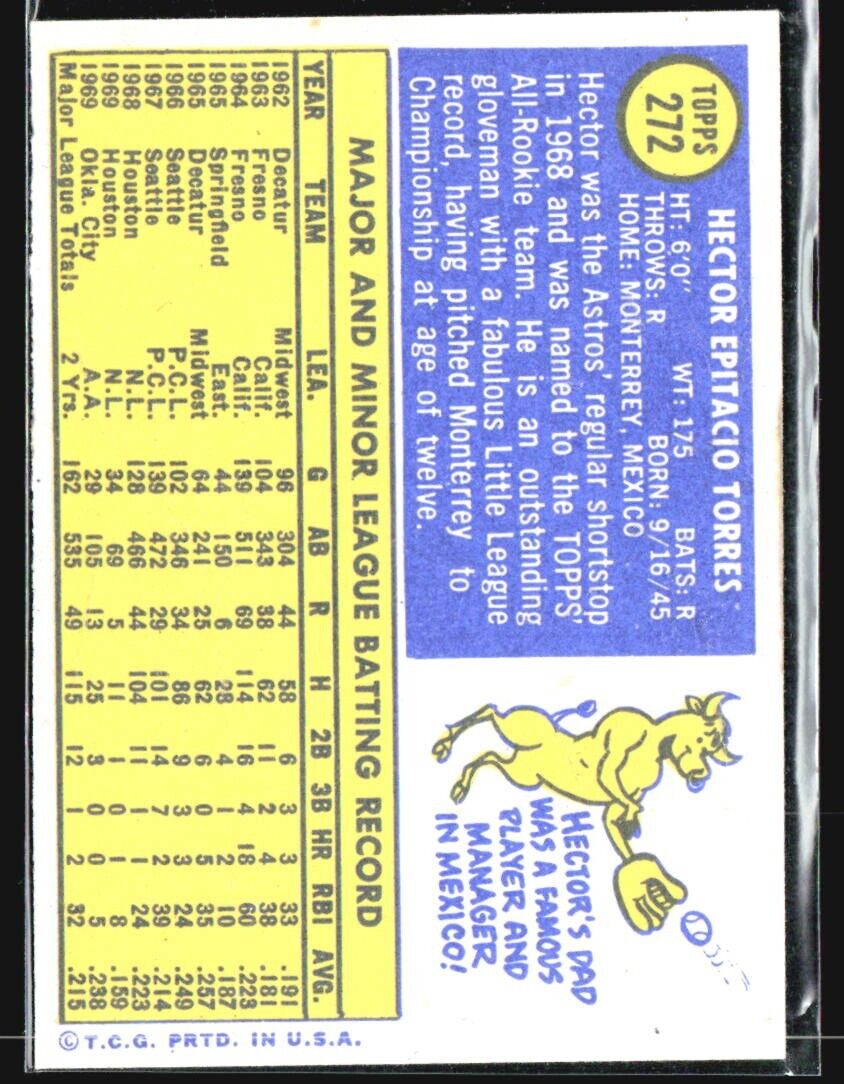 TOPPS
272
HECTOR EPITACIO TORRES
HT: 6'0" WT: 175 BATS: R
THROWS: R BORN: 9/16/45
HOME: MONTERREY, MEXICO
Hector was the Astros' regular shortstop
in 1968 and was named to the TOPPS'
All-Rookie team. He is an outstanding
gloveman with a fabulous Little League
record, having pitched Monterrey to
Championship at age of twelve.
HECTOR'S DAD
WAS A FAMOUS
PLAYER AND
MANAGER
IN MEXICO!
MAJOR AND MINOR LEAGUE BATTING RECORD
YEAR TEAM LEA. G AB R H 2B 3B HR RBI AVG.
1962 Decatur Midwest 96 304 44 58 6 3 3 33 .191
1963 Fresno Calif. 104 343 38 62 11 2 4 38 .181
1964 Fresno Calif. 139 511 69 114 16 4 18 60 .223
1965 Springfield East. 44 150 6 28 4 1 2 10 .187
1965 Decatur Midwest 64 241 25 62 6 0 5 35 .257
1966 Seattle P.C.L. 102 346 34 86 9 3 3 24 .249
1967 Seattle P.C.L. 139 472 29 101 14 7 2 39 .214
1968 Houston N.L. 128 466 44 104 11 1 1 24 .223
1969 Houston N.L. 34 69 5 11 1 0 1 8 .159
1969 Okla. City A.A. 29 105 13 25 3 0 0 5 .238
Major League Totals 2 Yrs. 162 535 49 115 12 1 2 32 .215
© T.C.G. PRTD. IN U.S.A.